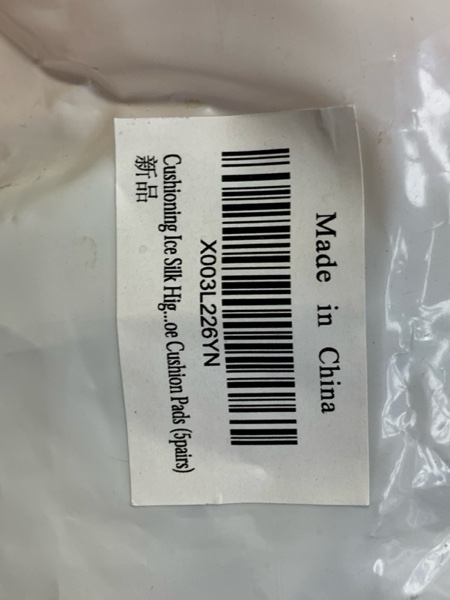 Made in China
X003L226YN
Cushioning Ice Silk Hig...oe Cushion Pads (5pairs)
新品